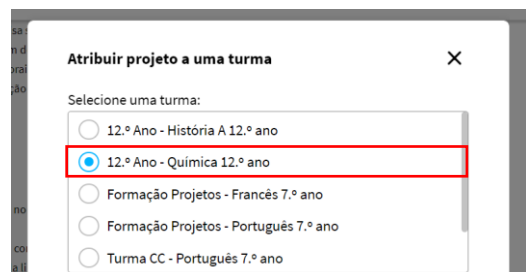 Atribuir projeto a uma turma
Selecione uma turma:
12.º Ano - História A 12.º ano
12.º Ano - Química 12.º ano
Formação Projetos - Francês 7.º ano
Formação Projetos - Português 7.º ano
Turma CC - Português 7.º ano